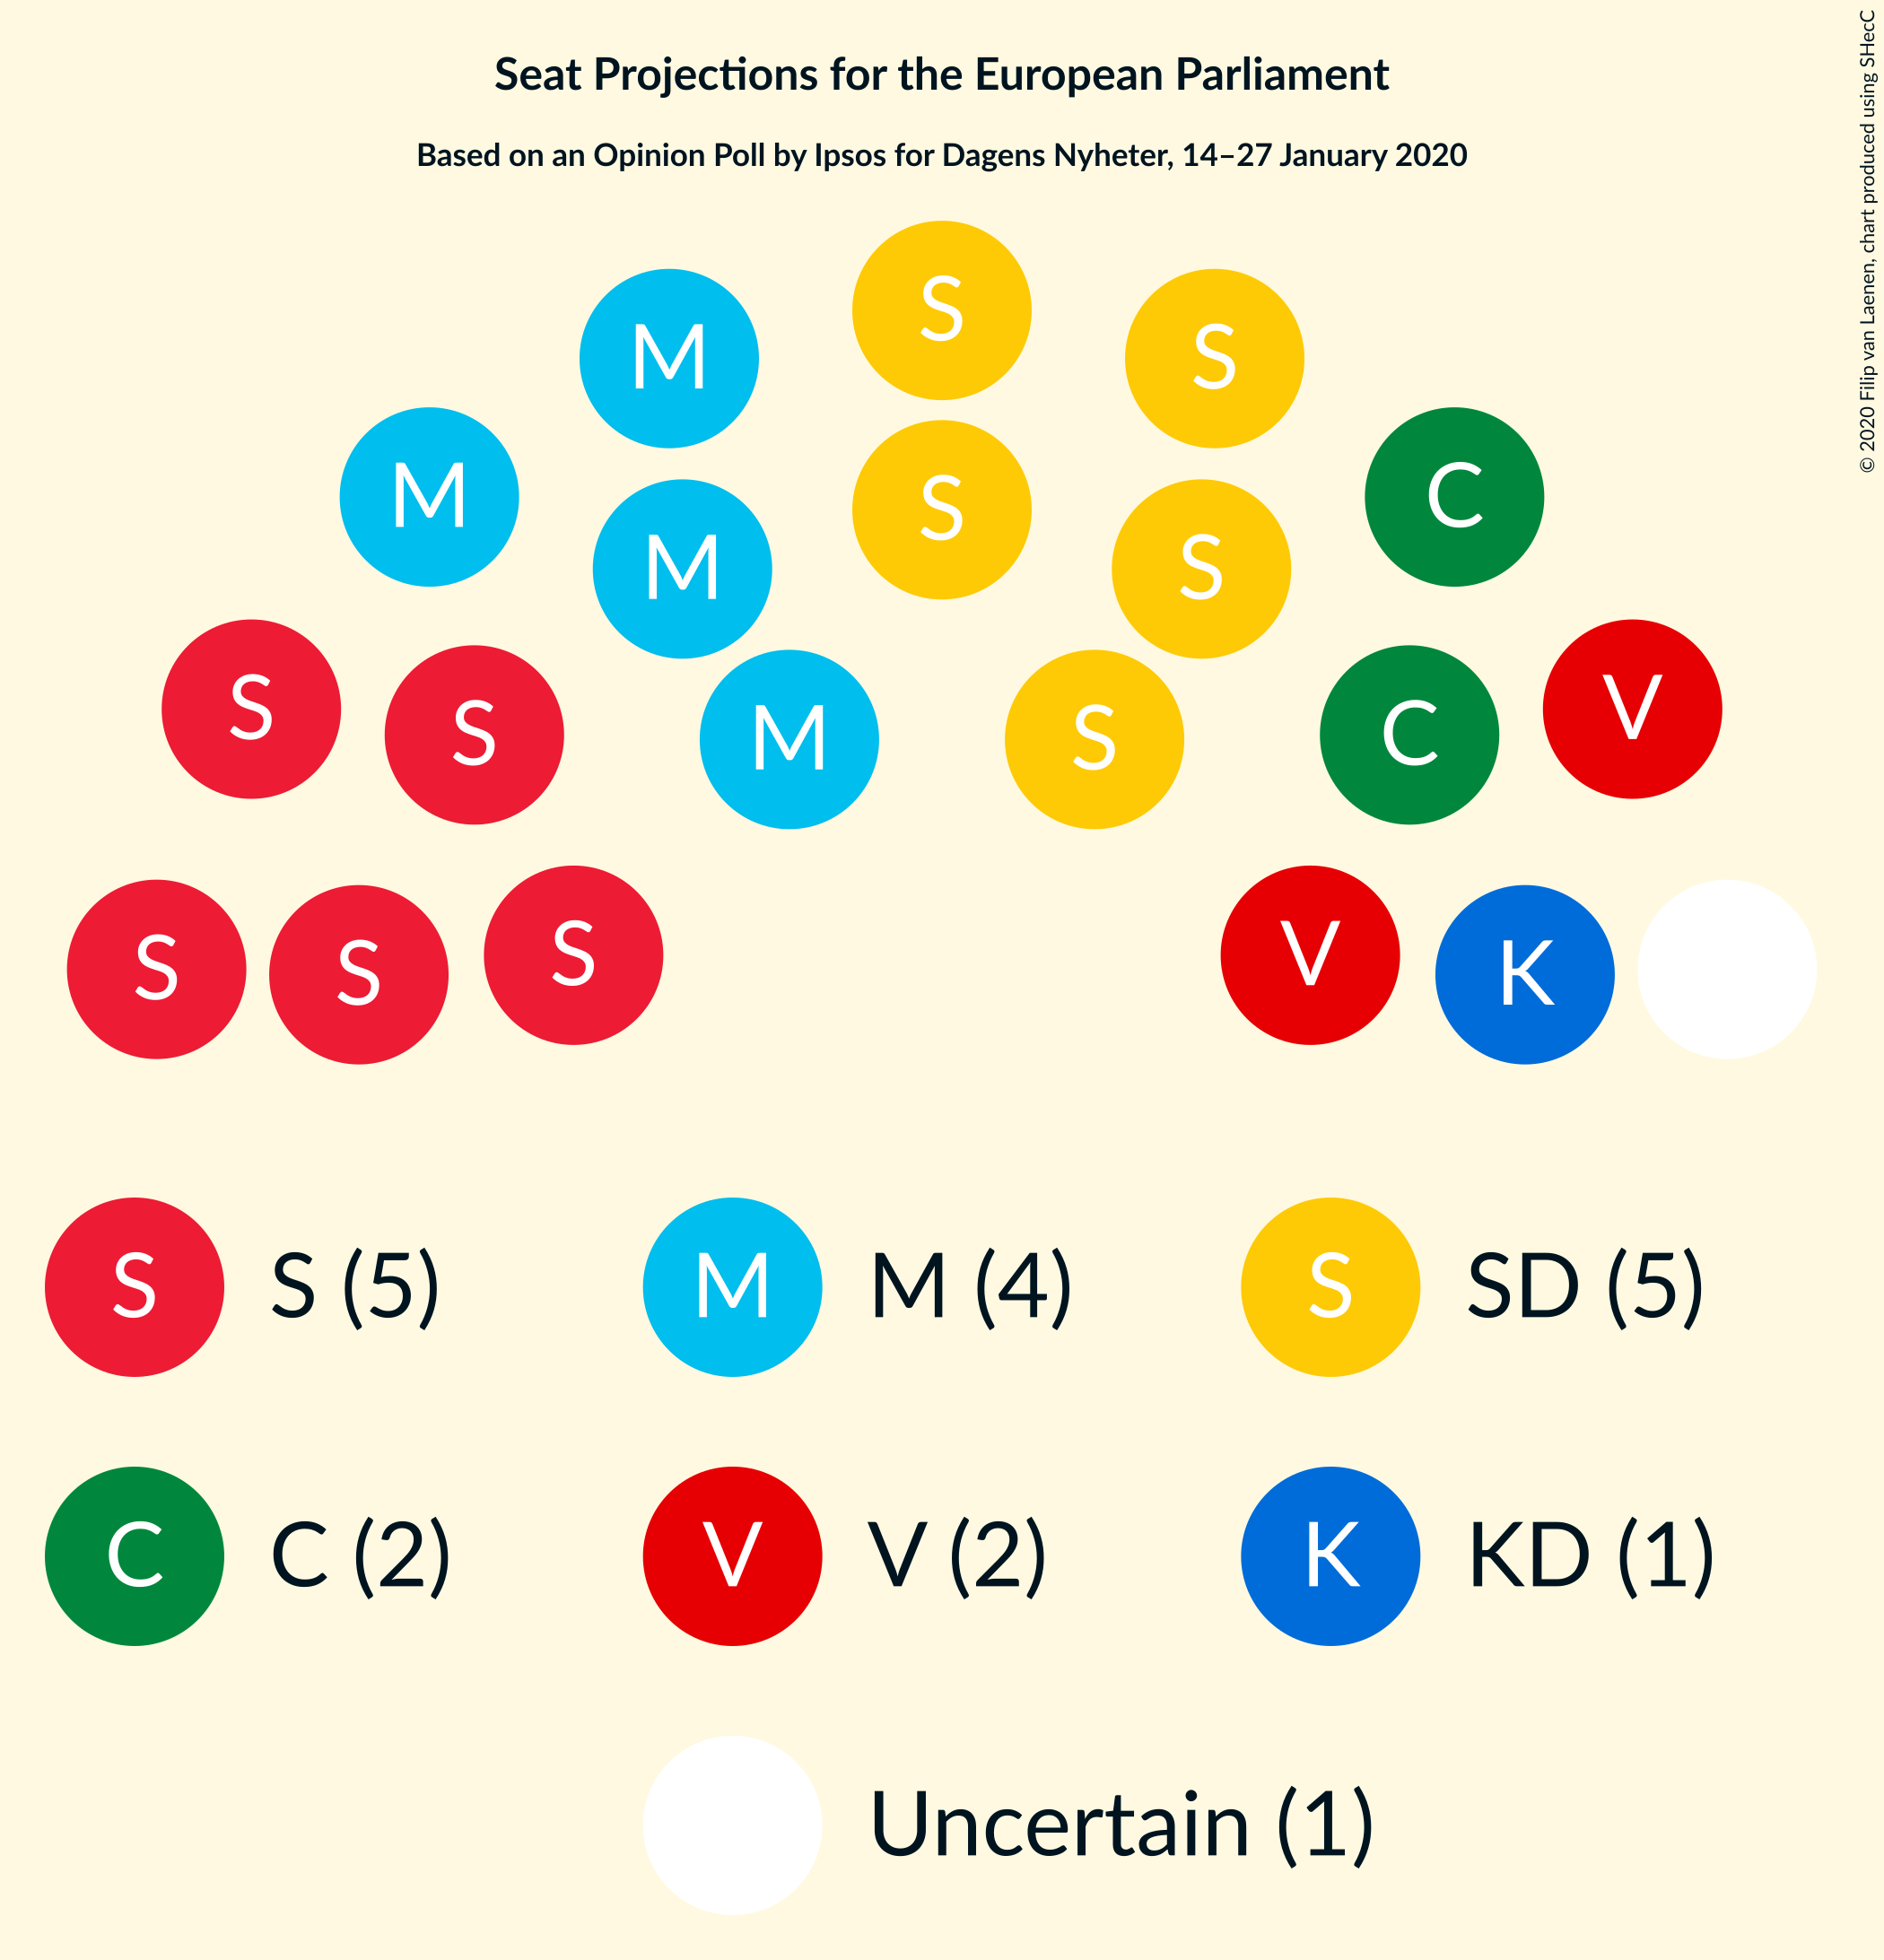 Seat Projections for the European Parliament
Based on an Opinion Poll by Ipsos for Dagens Nyheter, 14–27 January 2020
© 2020 Filip van Laenen, chart produced using SHecC
S
M S
M S C
S
M S
S V
S C
S
M S
S V
S K
S
S S (5) M M (4) S SD (5)
C C (2) V V (2) K KD (1)
Uncertain (1)